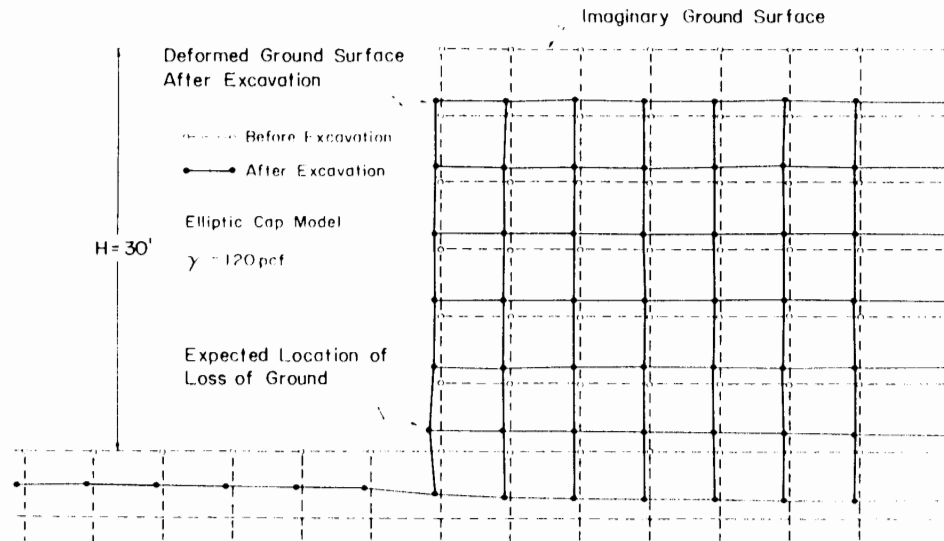 Imaginary Ground Surface
Deformed Ground Surface
After Excavation
Before Excavation
After Excavation
Elliptic Cap Model
H = 30'
γ = 120 pcf
Expected Location of
Loss of Ground